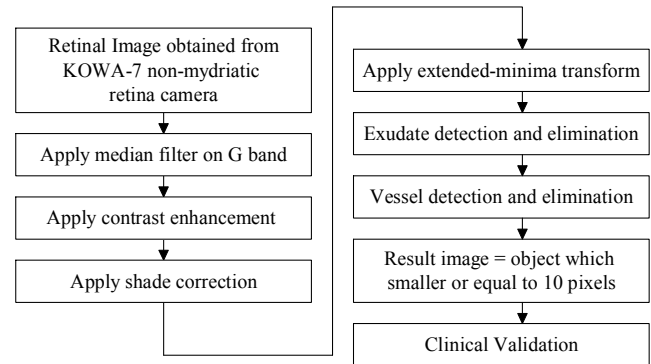 Retinal Image obtained from
KOWA-7 non-mydriatic
retina camera
Apply median filter on G band
Apply contrast enhancement
Apply shade correction
Apply extended-minima transform
Exudate detection and elimination
Vessel detection and elimination
Result image = object which
smaller or equal to 10 pixels
Clinical Validation